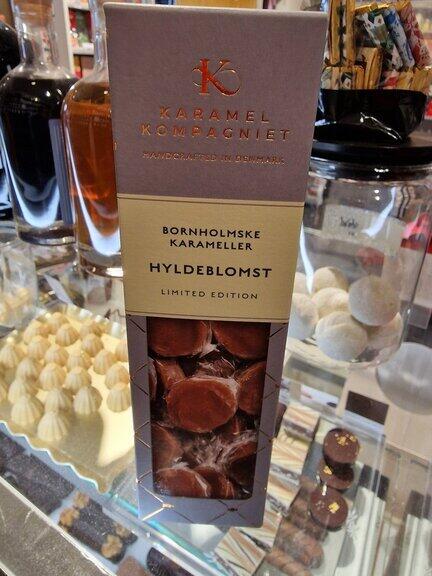 K
KARAMEL
KOMPAGNIET
HANDCRAFTED IN DENMARK
BORNHOLMSKE
KARAMELLER
HYLDEBLOMST
LIMITED EDITION